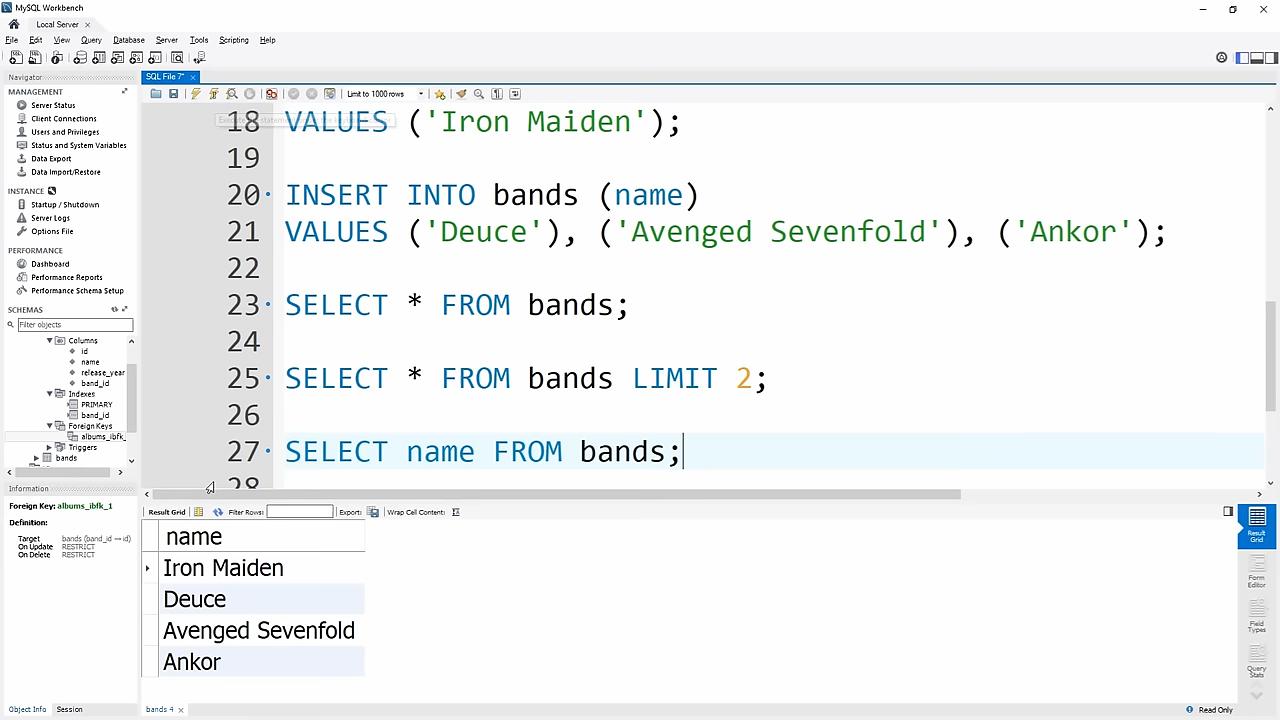 MySQL Workbench
Local Server
File Edit View Query Database Server Tools Scripting Help
Navigator
MANAGEMENT
Server Status
Client Connections
Users and Privileges
Status and System Variables
Data Export
Data Import/Restore
INSTANCE
Startup / Shutdown
Server Logs
Options File
PERFORMANCE
Dashboard
Performance Reports
Performance Schema Setup
SCHEMAS
Filter objects
Columns
id
name
release_year
band_id
Indexes
PRIMARY
band_id
Foreign Keys
albums_ibfk_
Triggers
bands
Information
Foreign Key: albums_ibfk_1
Definition:
Target bands (band_id → id)
On Update RESTRICT
On Delete RESTRICT
Object Info Session
SQL File 7*
Limit to 1000 rows
18 VALUES ('Iron Maiden');
19
20 INSERT INTO bands (name)
21 VALUES ('Deuce'), ('Avenged Sevenfold'), ('Ankor');
22
23 SELECT * FROM bands;
24
25 SELECT * FROM bands LIMIT 2;
26
27 SELECT name FROM bands;
28
Result Grid Filter Rows: Export: Wrap Cell Content:
name
Iron Maiden
Deuce
Avenged Sevenfold
Ankor
Result
Grid
Form
Editor
Field
Types
Query
Stats
bands 4
Read Only